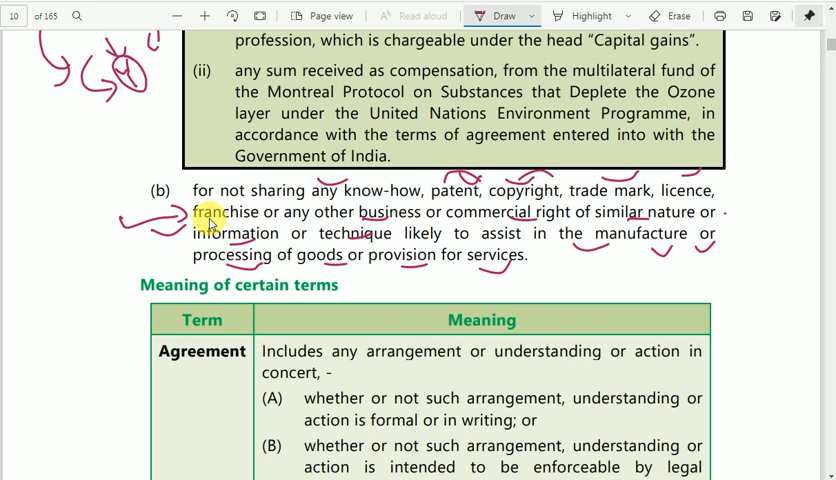 10 of 165
Page view
Read aloud
Draw
Highlight
Erase
profession, which is chargeable under the head “Capital gains”.
(ii) any sum received as compensation, from the multilateral fund of
the Montreal Protocol on Substances that Deplete the Ozone
layer under the United Nations Environment Programme, in
accordance with the terms of agreement entered into with the
Government of India.
(b) for not sharing any know-how, patent, copyright, trade mark, licence,
franchise or any other business or commercial right of similar nature or
information or technique likely to assist in the manufacture or
processing of goods or provision for services.
Meaning of certain terms
Term Meaning
Agreement Includes any arrangement or understanding or action in
concert, -
(A) whether or not such arrangement, understanding or
action is formal or in writing; or
(B) whether or not such arrangement, understanding or
action is intended to be enforceable by legal